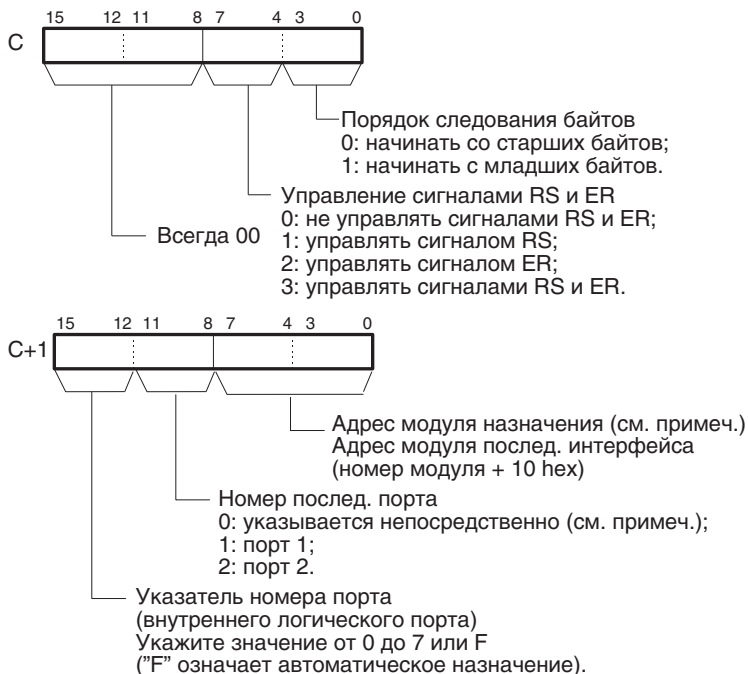 15 12 11 8 7 4 3 0
C
Порядок следования байтов
0: начинать со старших байтов;
1: начинать с младших байтов.
Управление сигналами RS и ER
0: не управлять сигналами RS и ER;
Всегда 00
1: управлять сигналом RS;
2: управлять сигналом ER;
3: управлять сигналами RS и ER.
15 12 11 8 7 4 3 0
C+1
Адрес модуля назначения (см. примеч.)
Адрес модуля послед. интерфейса
(номер модуля + 10 hex)
Номер послед. порта
0: указывается непосредственно (см. примеч.);
1: порт 1;
2: порт 2.
Указатель номера порта
(внутреннего логического порта)
Укажите значение от 0 до 7 или F
("F" означает автоматическое назначение).